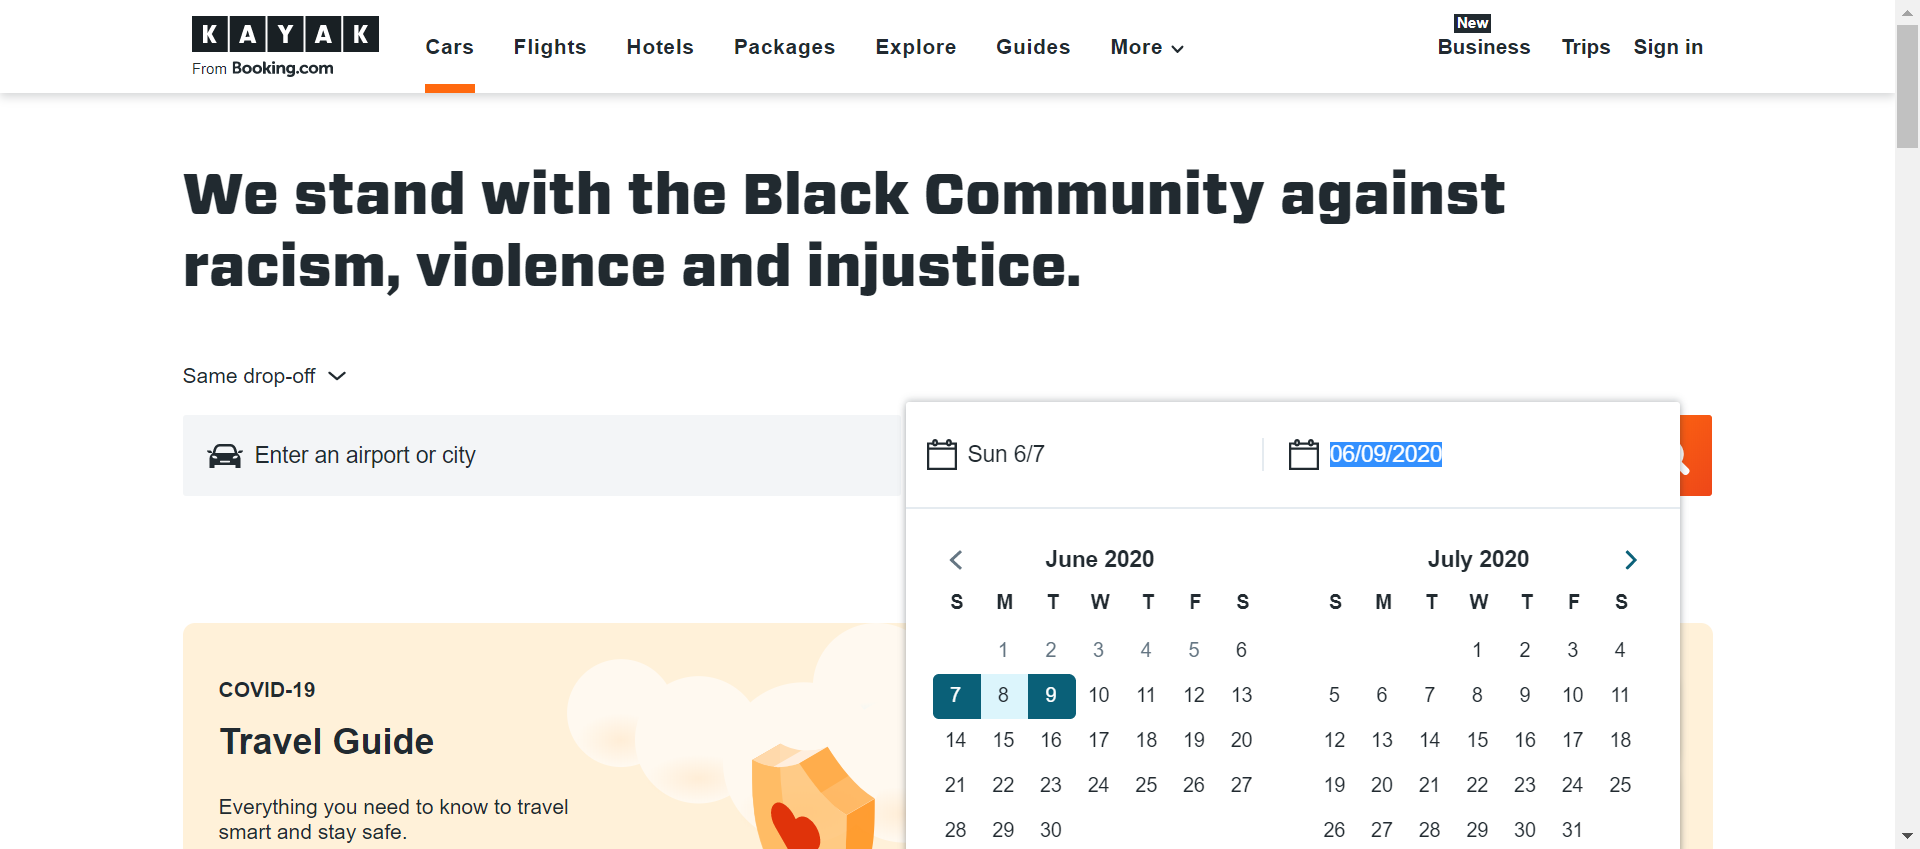 KAYAK
From Booking.com
Cars Flights Hotels Packages Explore Guides More
New
Business Trips Sign in
We stand with the Black Community against
racism, violence and injustice.
Same drop-off
Enter an airport or city
Sun 6/7 06/09/2020
June 2020
S M T W T F S
1 2 3 4 5 6
7 8 9 10 11 12 13
14 15 16 17 18 19 20
21 22 23 24 25 26 27
28 29 30
July 2020
S M T W T F S
1 2 3 4
5 6 7 8 9 10 11
12 13 14 15 16 17 18
19 20 21 22 23 24 25
26 27 28 29 30 31
COVID-19
Travel Guide
Everything you need to know to travel
smart and stay safe.